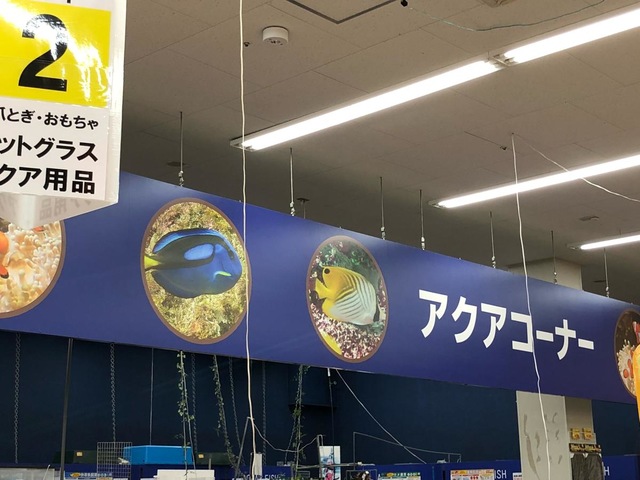 2
爪とぎ・おもちゃ
ットグラス
クア用品
アクアコーナー